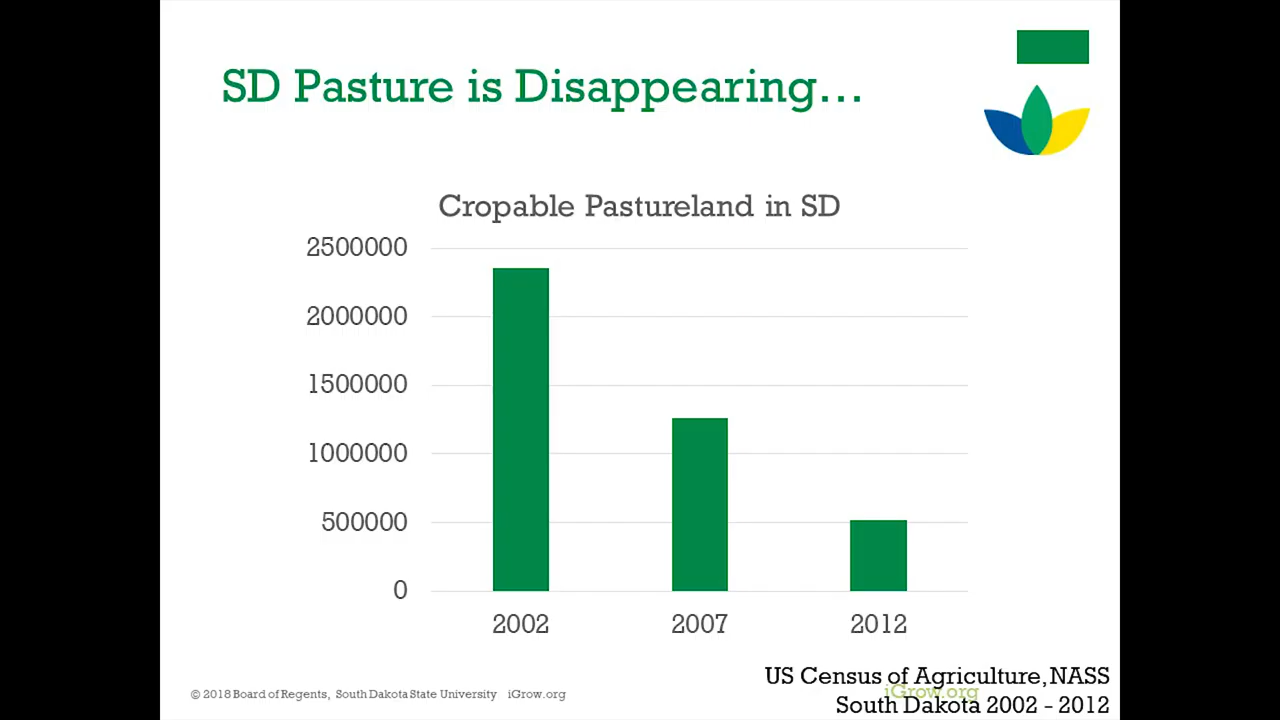 SD Pasture is Disappearing…
Cropable Pastureland in SD
2500000
2000000
1500000
1000000
500000
0
2002 2007 2012
© 2018 Board of Regents, South Dakota State University iGrow.org
iGrow.org
US Census of Agriculture, NASS
South Dakota 2002 - 2012